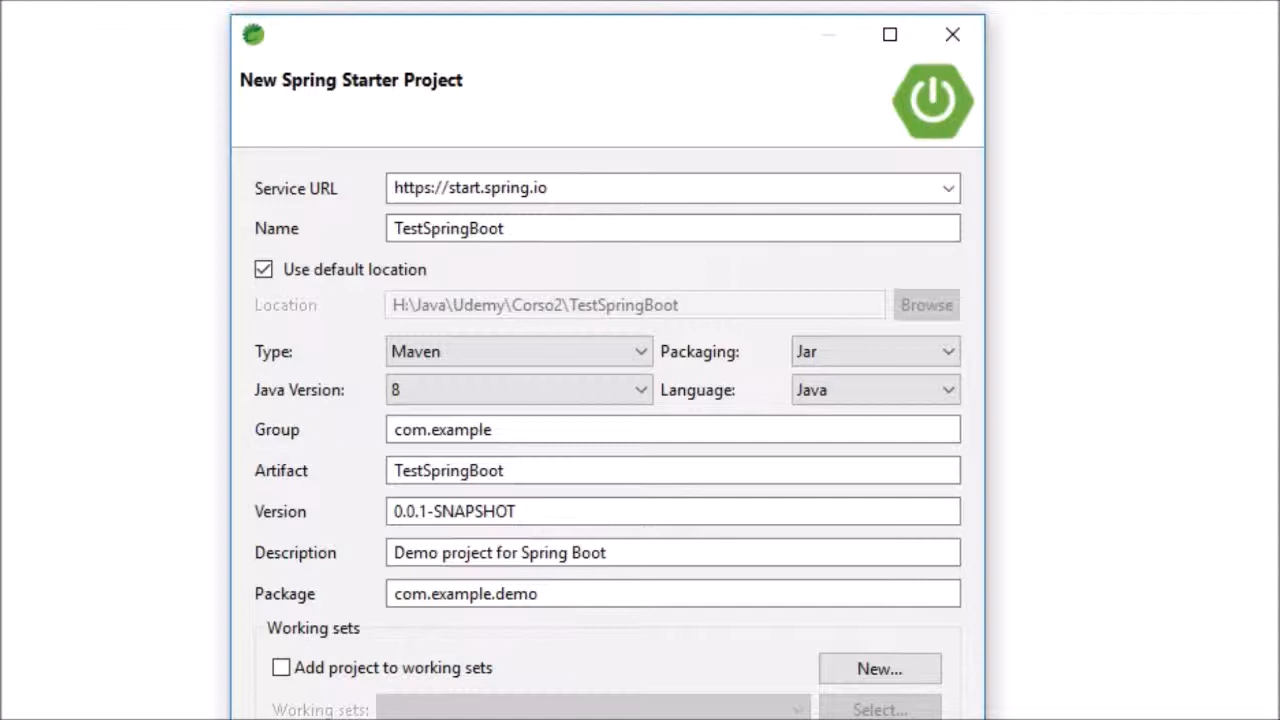 New Spring Starter Project
Service URL https://start.spring.io
Name TestSpringBoot
Use default location
Location H:\Java\Udemy\Corso2\TestSpringBoot Browse
Type: Maven Packaging: Jar
Java Version: 8 Language: Java
Group com.example
Artifact TestSpringBoot
Version 0.0.1-SNAPSHOT
Description Demo project for Spring Boot
Package com.example.demo
Working sets
Add project to working sets New...
Working sets: Select...